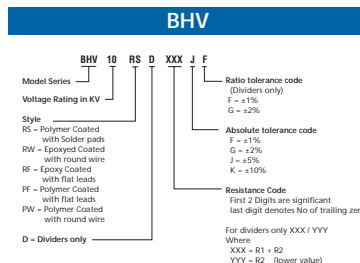 BHV
BHV 10 RS D XXX J F
Model Series
Voltage Rating in KV
Style
RS – Polymer Coated
with Solder pads
RW – Epoxyed Coated
with round wire
RF – Epoxy Coated
with flat leads
PF – Polymer Coated
with flat leads
PW – Polymer Coated
with round wire
D – Dividers only
Ratio tolerance code
(Dividers only)
F = ±1%
G = ±2%
Absolute tolerance code
F = ±1%
G = ±2%
J = ±5%
K = ±10%
Resistance Code
First 2 Digits are significant
last digit denotes No of trailing zer
For dividers only XXX / YYY
Where
XXX = R1 + R2
YYY = R2 (lower value)